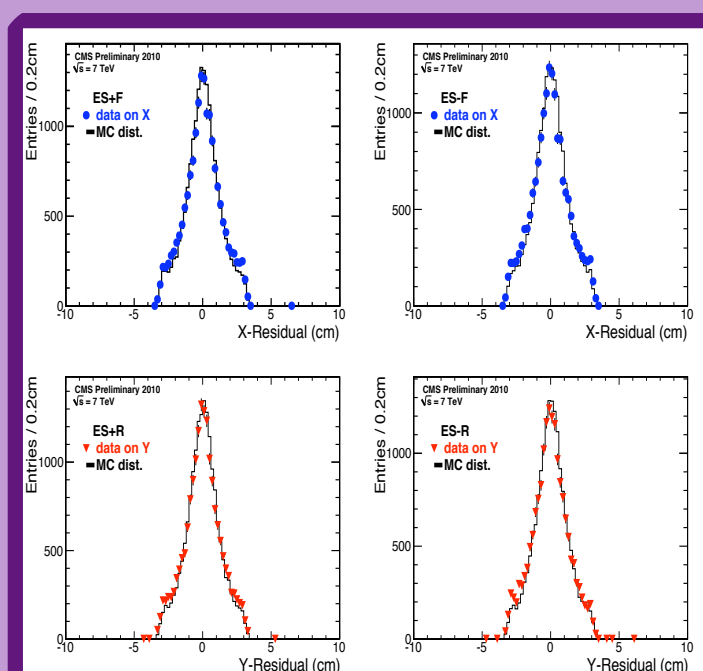 CMS Preliminary 2010
√s = 7 TeV
ES+F
data on X
MC dist.
Entries / 0.2cm
1000
500
0
-10 -5 0 5 10
X-Residual (cm)
CMS Preliminary 2010
√s = 7 TeV
ES-F
data on X
MC dist.
Entries / 0.2cm
1000
500
0
-10 -5 0 5 10
X-Residual (cm)
CMS Preliminary 2010
√s = 7 TeV
ES+R
data on Y
MC dist.
Entries / 0.2cm
1000
500
0
-10 -5 0 5 10
Y-Residual (cm)
CMS Preliminary 2010
√s = 7 TeV
ES-R
data on Y
MC dist.
Entries / 0.2cm
1000
500
0
-10 -5 0 5 10
Y-Residual (cm)